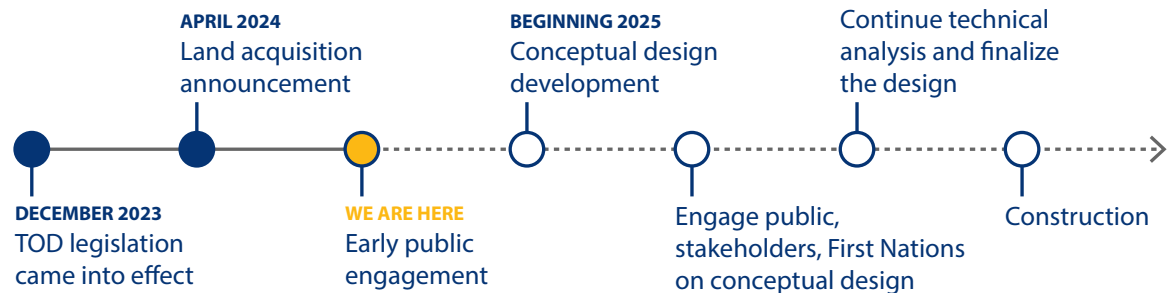 APRIL 2024
Land acquisition
announcement
BEGINNING 2025
Conceptual design
development
Continue technical
analysis and finalize
the design
DECEMBER 2023
TOD legislation
came into effect
WE ARE HERE
Early public
engagement
Engage public,
stakeholders, First Nations
on conceptual design
Construction